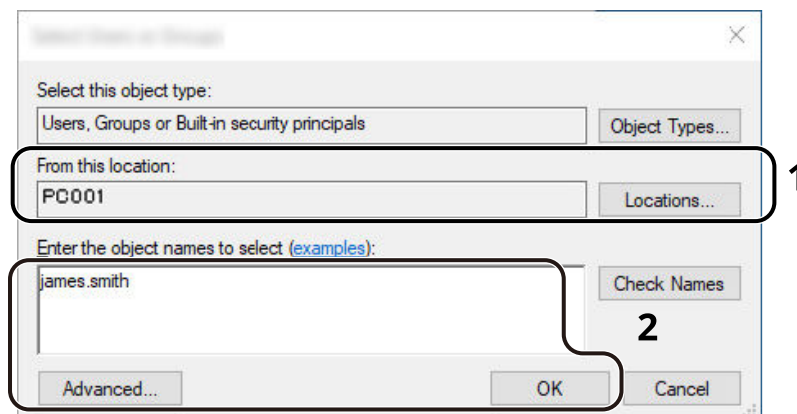 Select this object type:
Users, Groups or Built-in security principals
Object Types...
From this location:
PC001
Locations...
1
Enter the object names to select (examples):
james.smith
Check Names
2
Advanced...
OK
Cancel